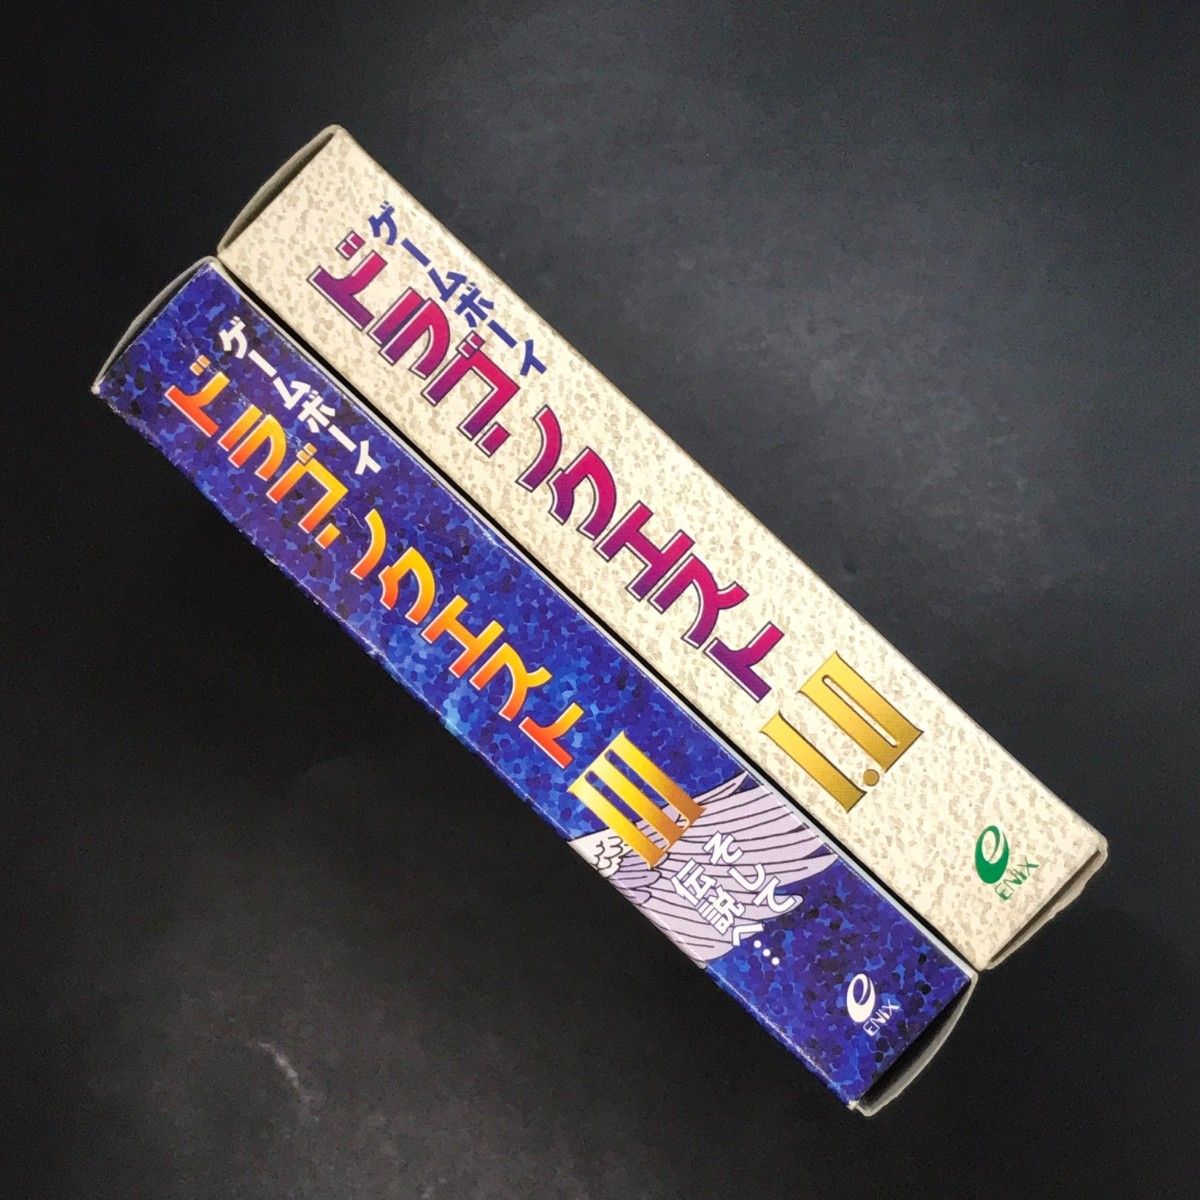 ゲームボーイ
ドラゴンクエスト
I・II
ENIX
ゲームボーイ
ドラゴンクエスト
III
そして
伝説へ…
ENIX